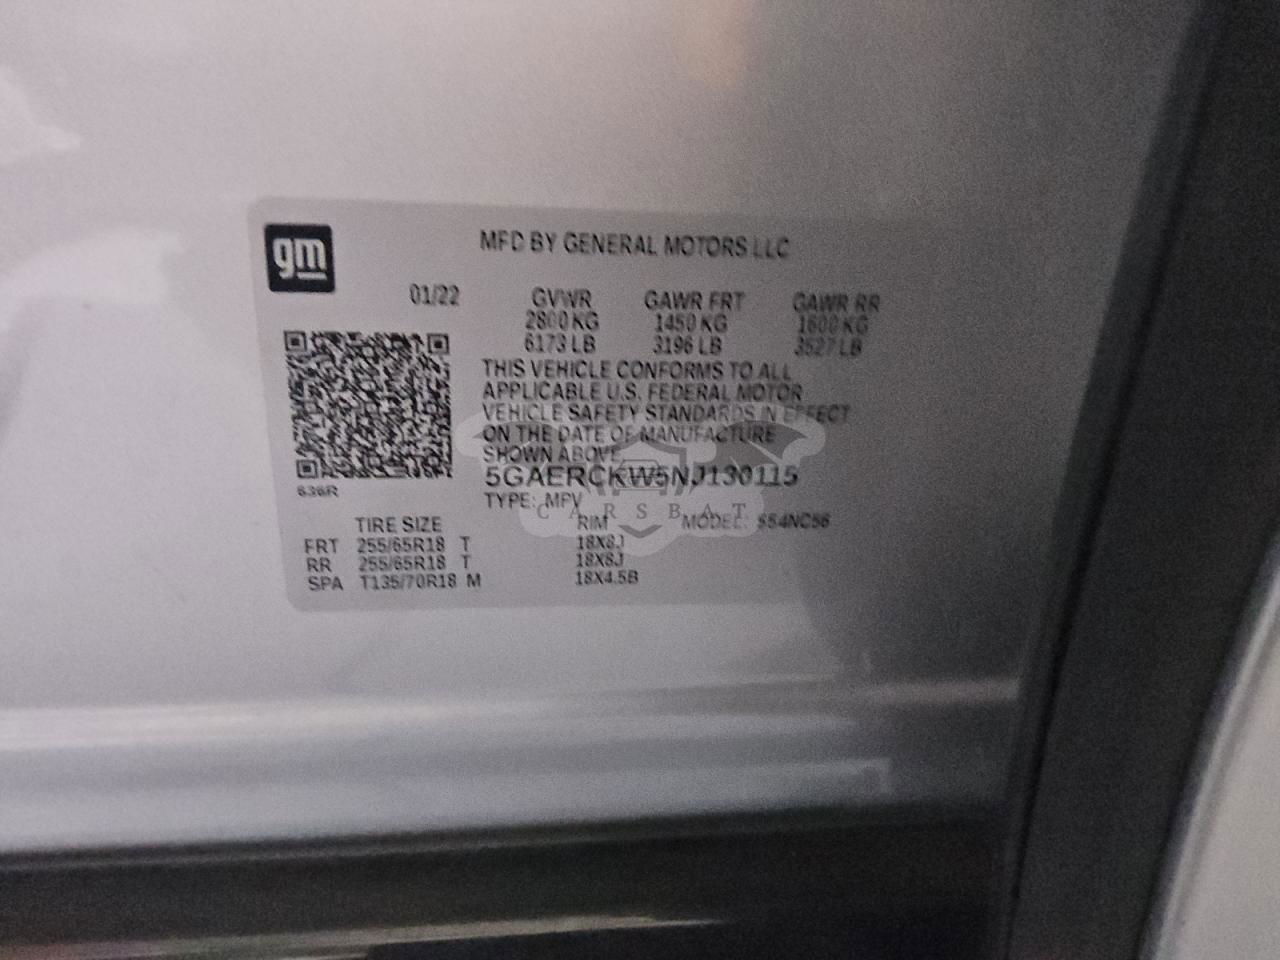 gm
MFD BY GENERAL MOTORS LLC
01/22 GVWR GAWR FRT GAWR RR
2800 KG 1450 KG 1600 KG
6173 LB 3196 LB 3527 LB
THIS VEHICLE CONFORMS TO ALL
APPLICABLE U.S. FEDERAL MOTOR
VEHICLE SAFETY STANDARDS IN EFFECT
ON THE DATE OF MANUFACTURE
SHOWN ABOVE.
5GAERCKW5NJ130115
636R
TYPE: MPV
CARSBAT
TIRE SIZE RIM MODEL: S54NC56
FRT 255/65R18 T 18X8J
RR 255/65R18 T 18X8J
SPA T135/70R18 M 18X4.5B